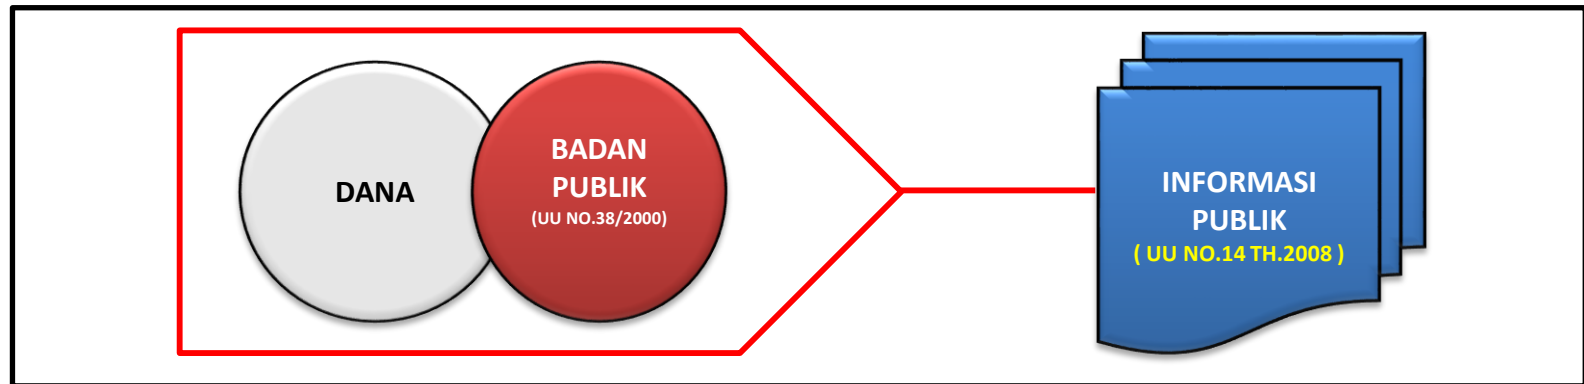 DANA
BADAN
PUBLIK
(UU NO.38/2000)
INFORMASI
PUBLIK
( UU NO.14 TH.2008 )